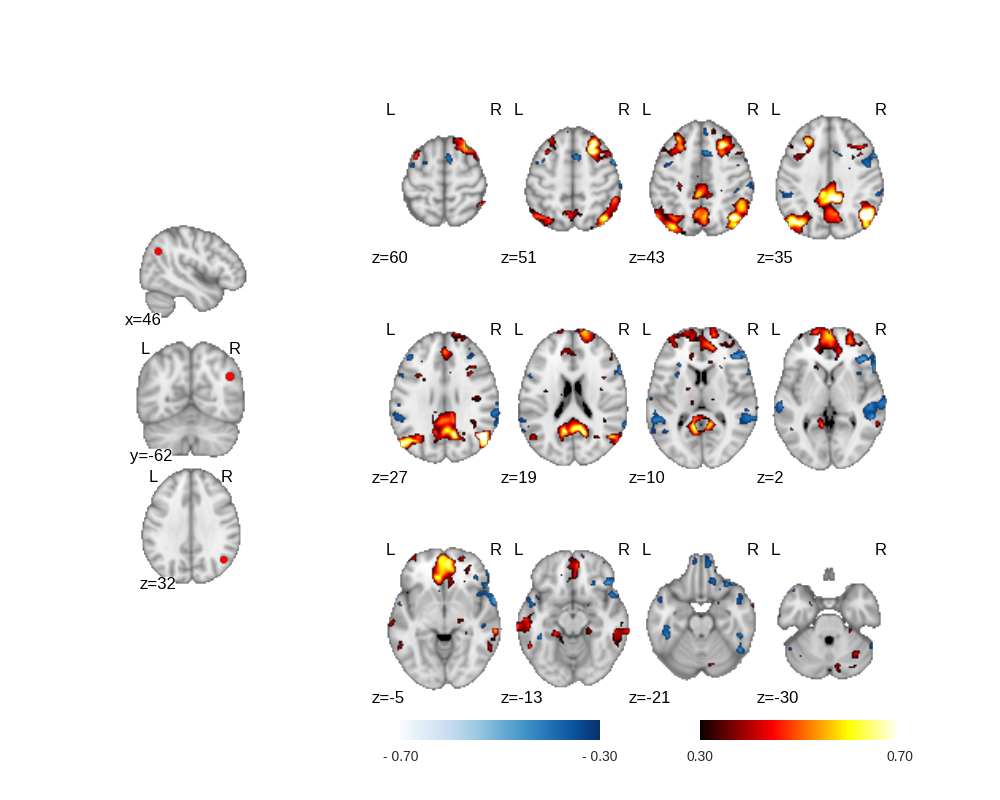 x=46
L R
y=-62
L R
z=32
L R L R L R L R
z=60 z=51 z=43 z=35
L R L R L R L R
z=27 z=19 z=10 z=2
L R L R L R L R
z=-5 z=-13 z=-21 z=-30
- 0.70 - 0.30 0.30 0.70